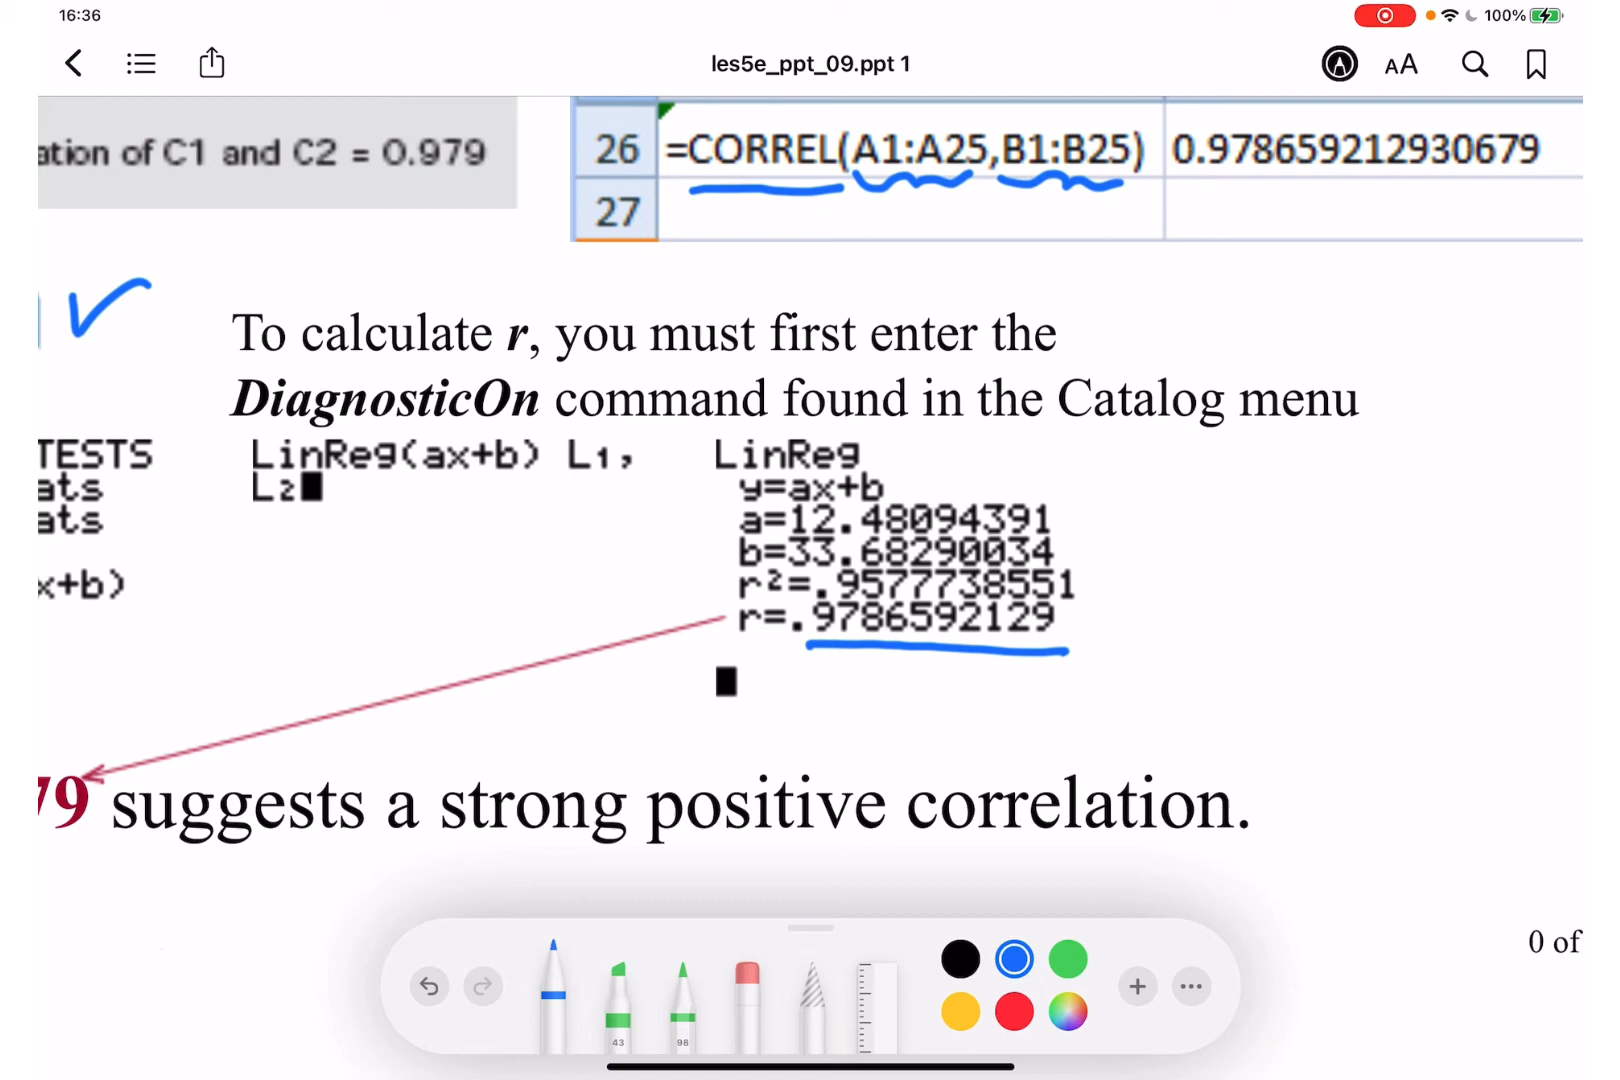 16:36
100%
les5e_ppt_09.ppt 1
AA
ation of C1 and C2 = 0.979
26 =CORREL(A1:A25,B1:B25) 0.978659212930679
27
To calculate r, you must first enter the
DiagnosticOn command found in the Catalog menu
TESTS
ats
ats
x+b)
LinReg(ax+b) L1,
L2
LinReg
y=ax+b
a=12.48094391
b=33.68290034
r²=.9577738551
r=.9786592129
79 suggests a strong positive correlation.
0 of
43
98